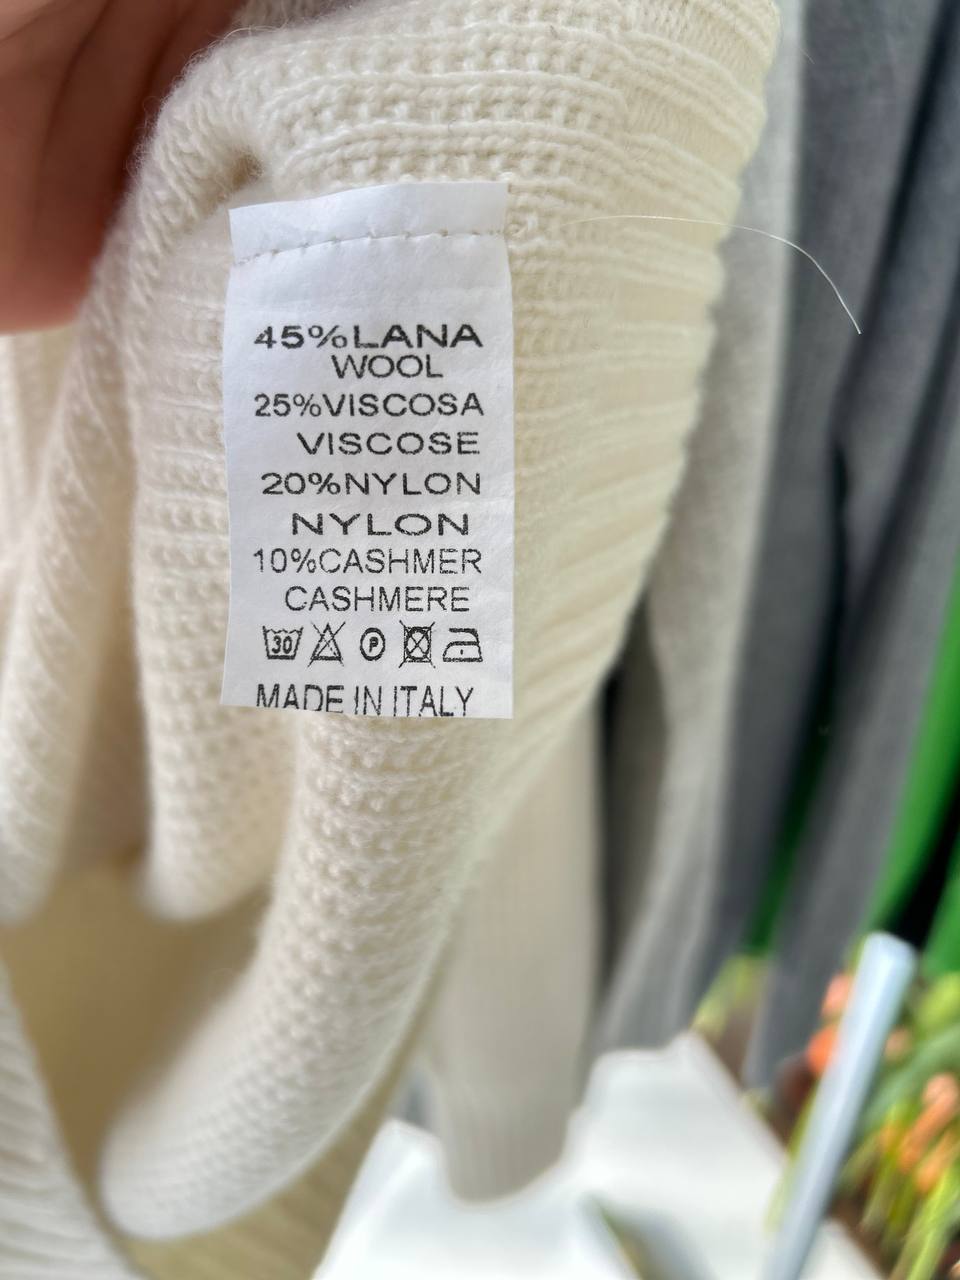 45%LANA
WOOL
25%VISCOSA
VISCOSE
20%NYLON
NYLON
10%CASHMER
CASHMERE
30 P
MADE IN ITALY